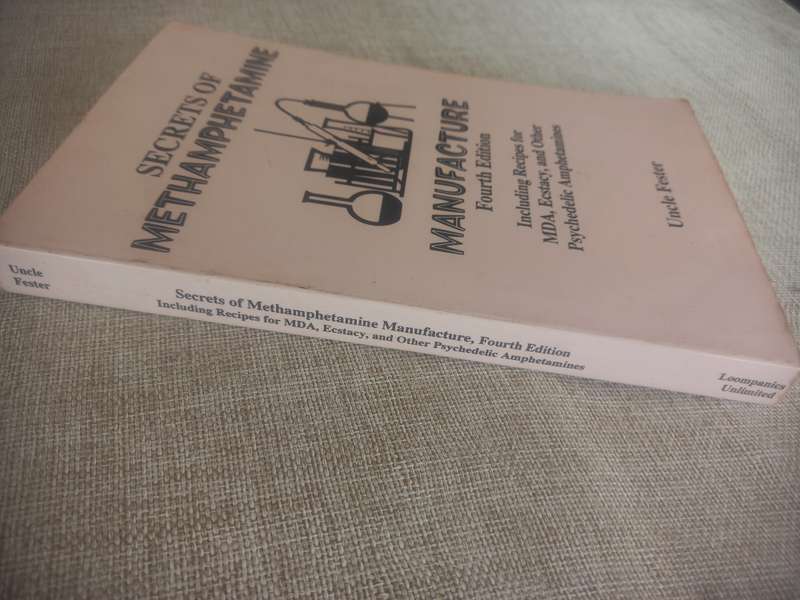 SECRETS OF
METHAMPHETAMINE
MANUFACTURE
Fourth Edition
Including Recipes for
MDA, Ecstacy, and Other
Psychedelic Amphetamines
Uncle Fester
Uncle
Fester
Secrets of Methamphetamine Manufacture, Fourth Edition
Including Recipes for MDA, Ecstacy, and Other Psychedelic Amphetamines
Loompanics
Unlimited